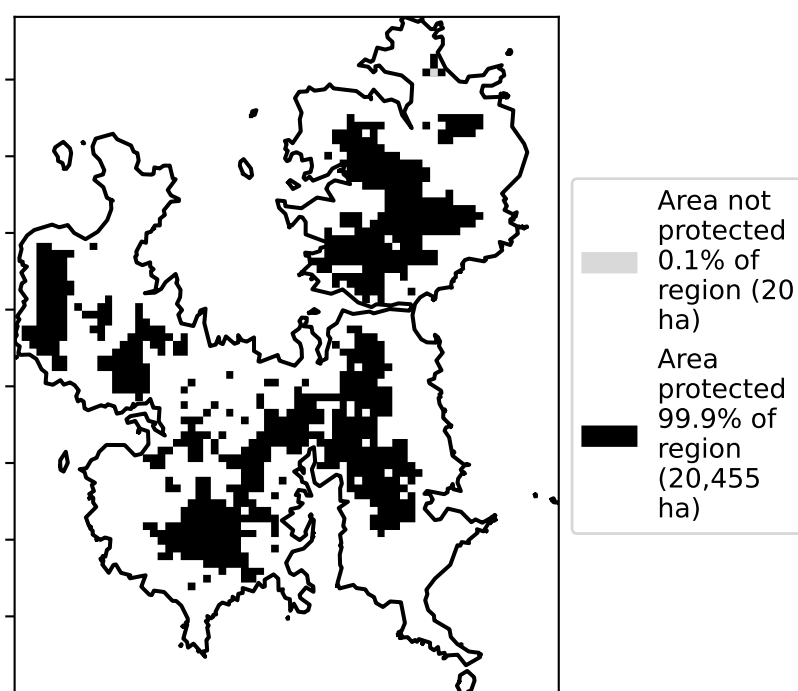 Area not
protected
0.1% of
region (20
ha)
Area
protected
99.9% of
region
(20,455
ha)